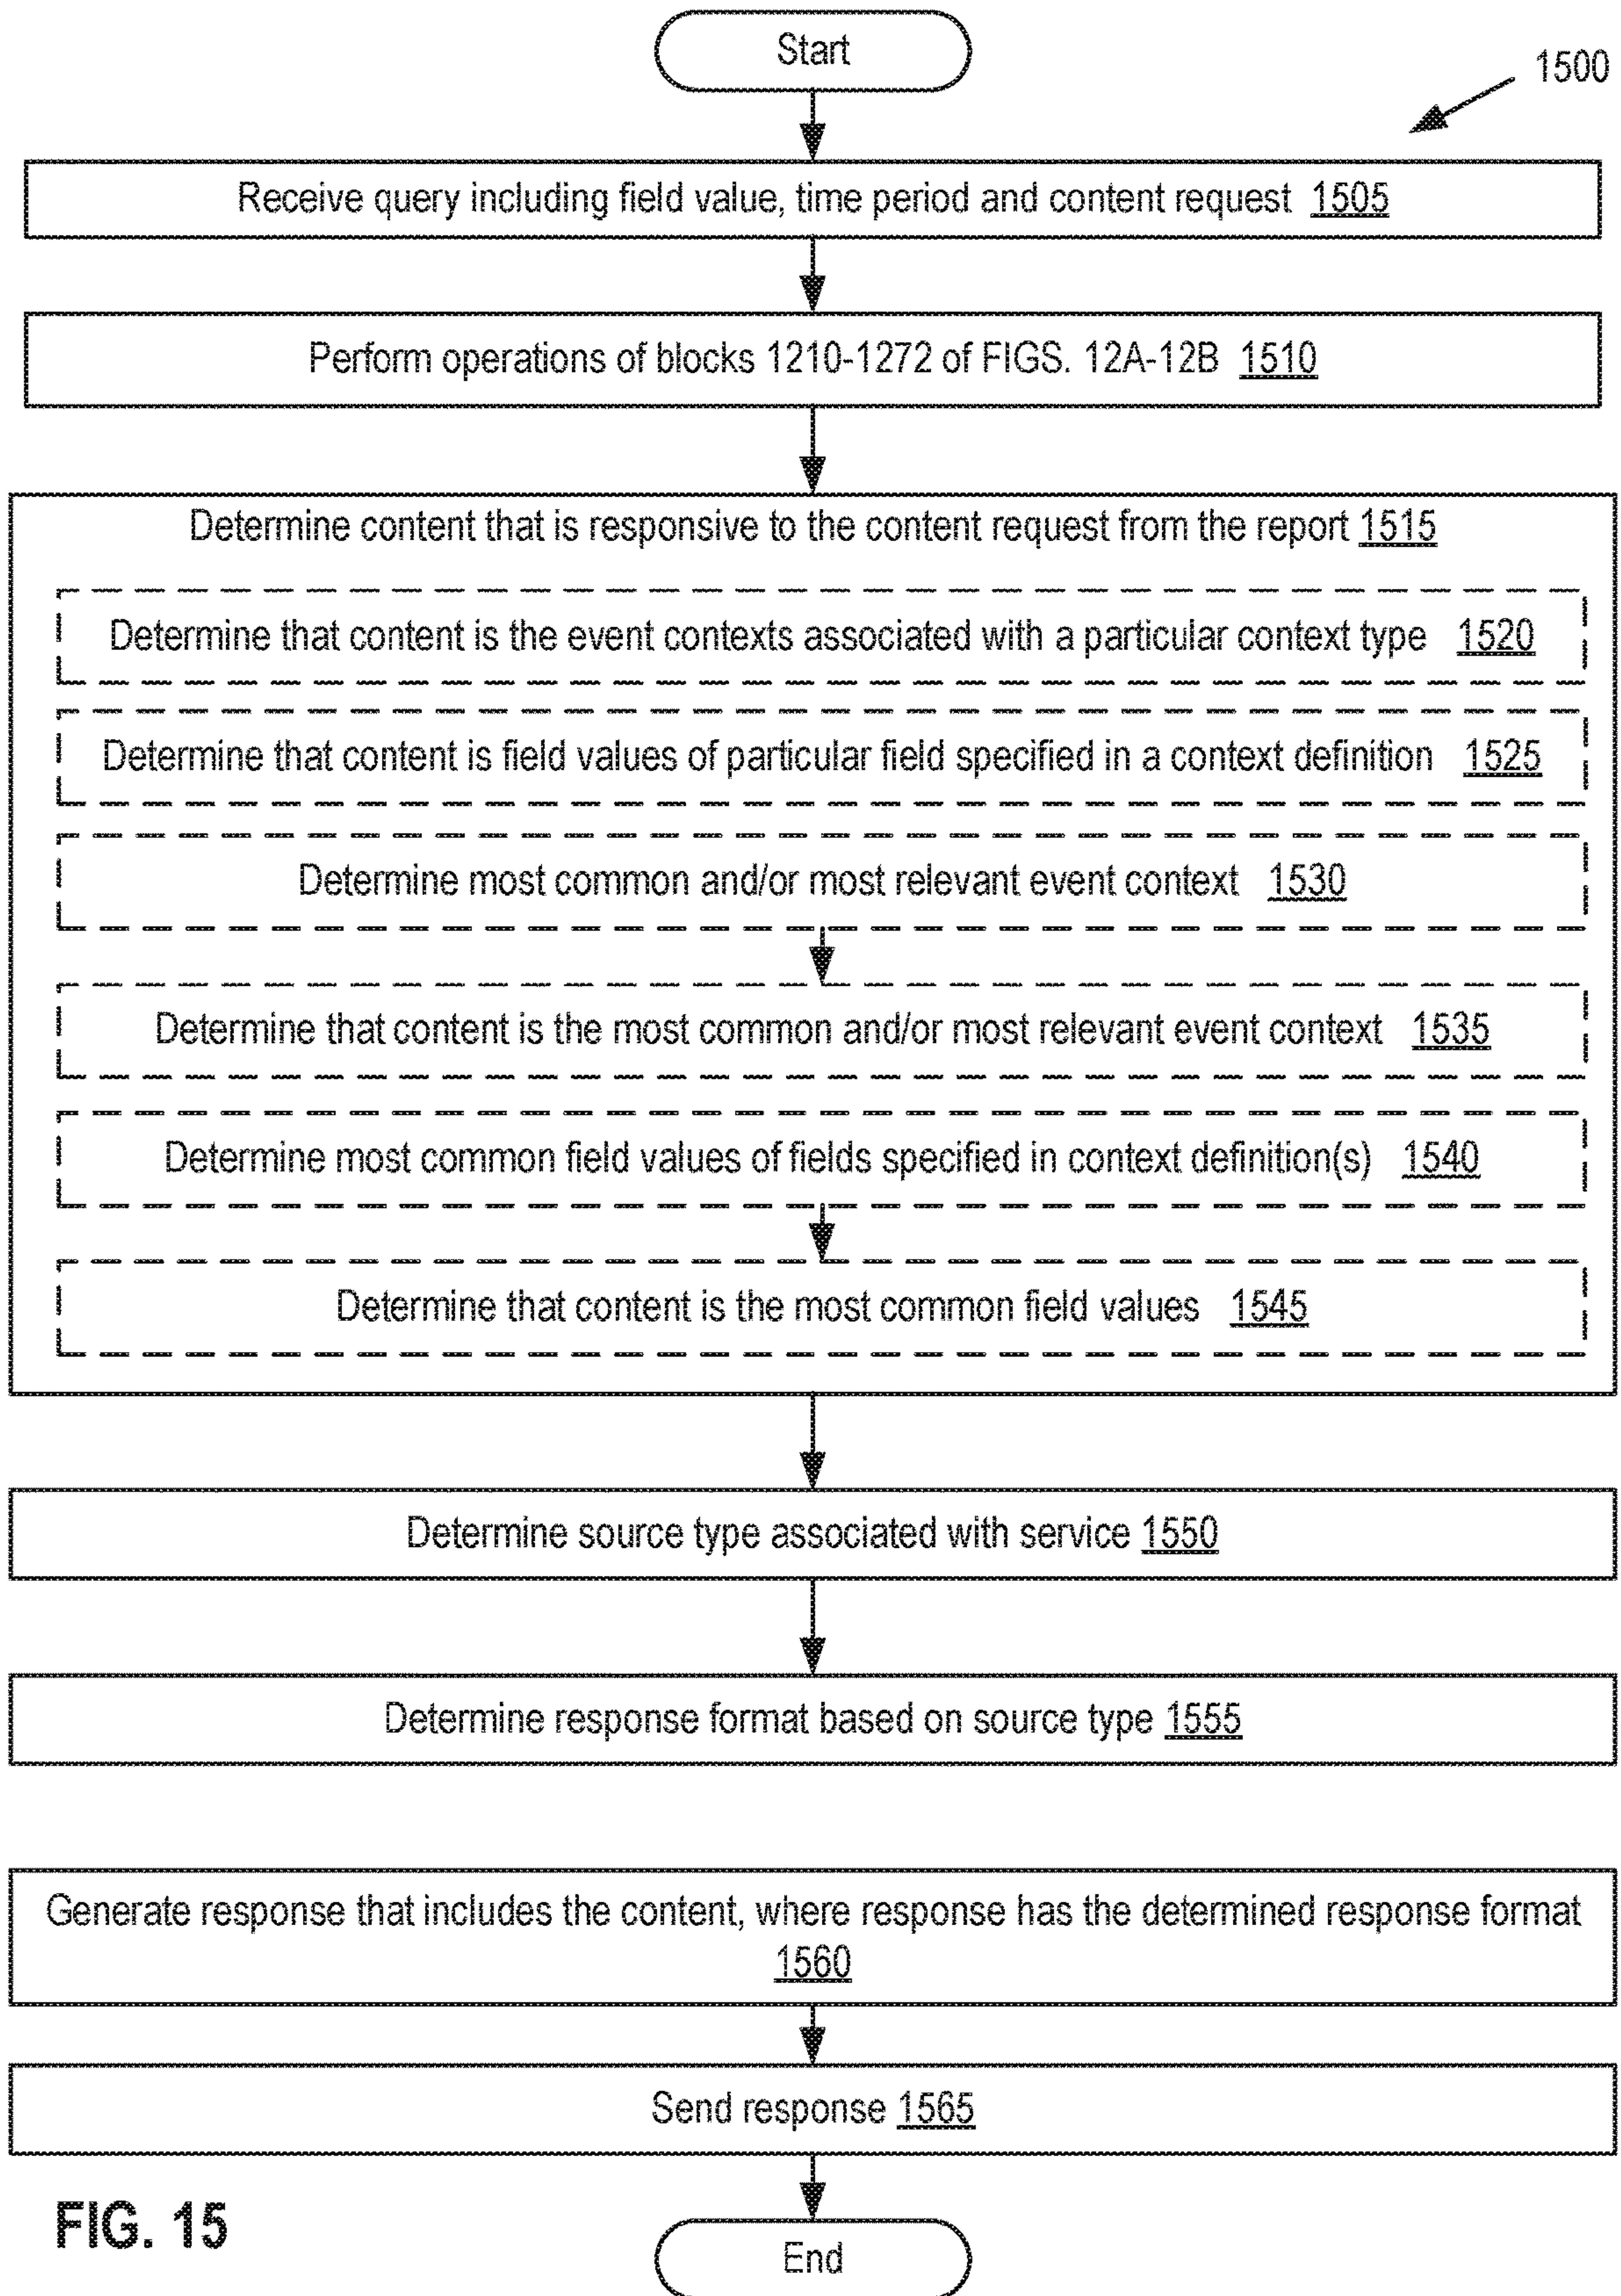 Start
1500
Receive query including field value, time period and content request 1505
Perform operations of blocks 1210-1272 of FIGS. 12A-12B 1510
Determine content that is responsive to the content request from the report 1515
Determine that content is the event contexts associated with a particular context type 1520
Determine that content is field values of particular field specified in a context definition 1525
Determine most common and/or most relevant event context 1530
Determine that content is the most common and/or most relevant event context 1535
Determine most common field values of fields specified in context definition(s) 1540
Determine that content is the most common field values 1545
Determine source type associated with service 1550
Determine response format based on source type 1555
Generate response that includes the content, where response has the determined response format
1560
Send response 1565
FIG. 15
End